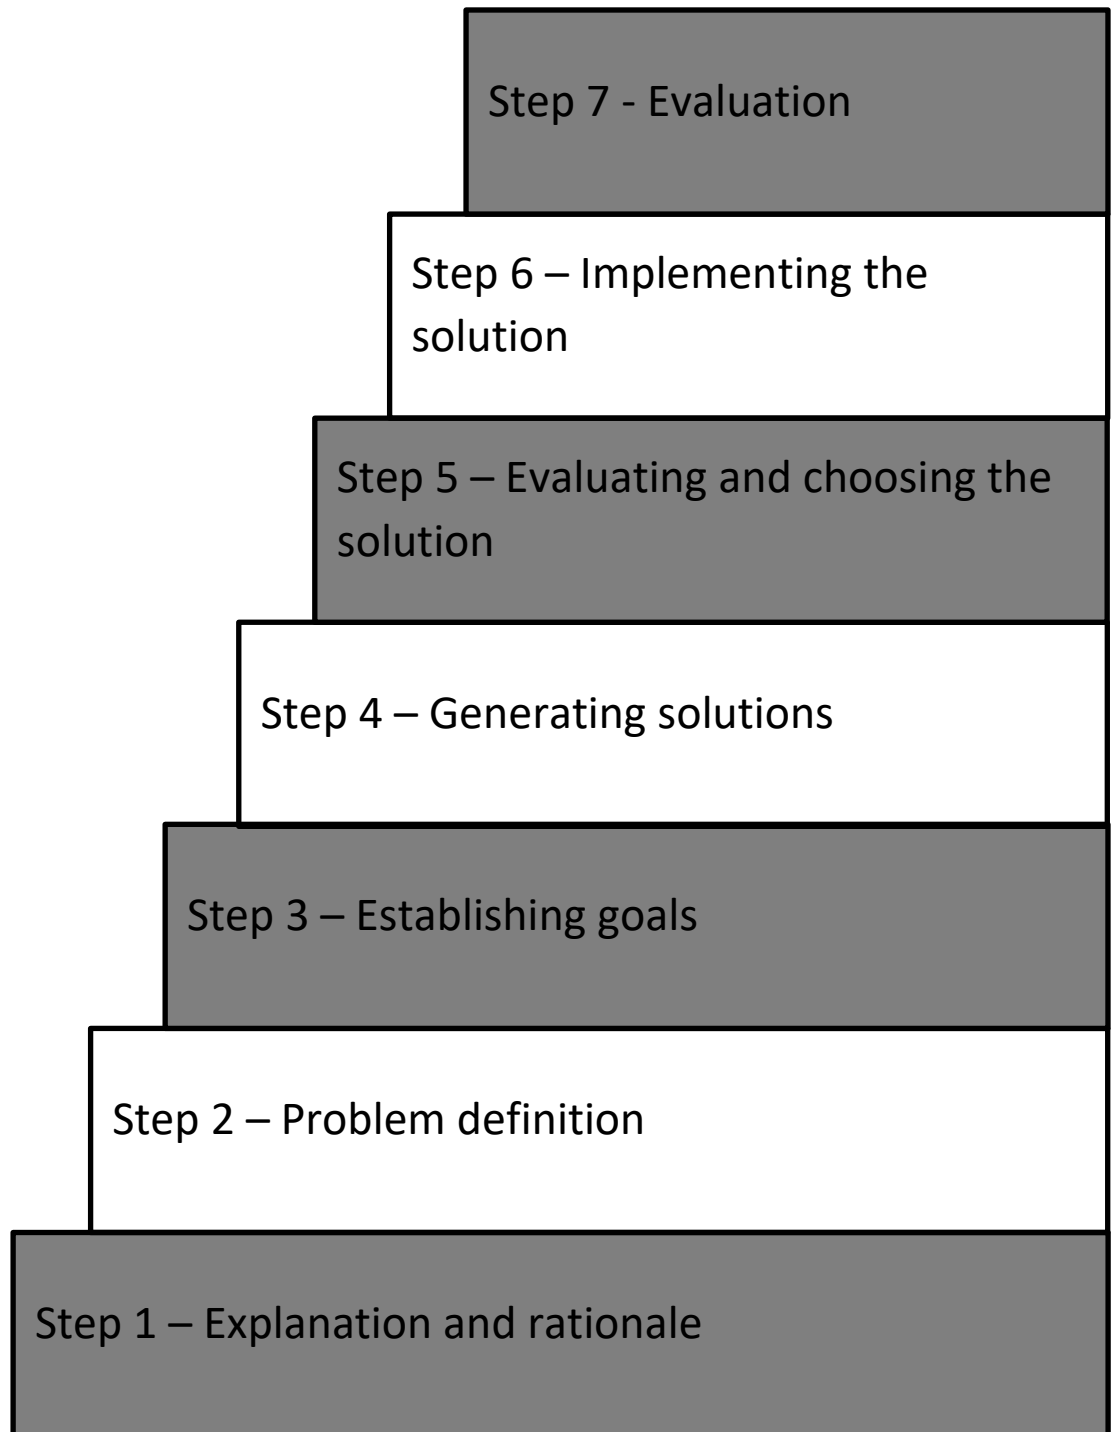 Step 7 - Evaluation
Step 6 – Implementing the
solution
Step 5 – Evaluating and choosing the
solution
Step 4 – Generating solutions
Step 3 – Establishing goals
Step 2 – Problem definition
Step 1 – Explanation and rationale